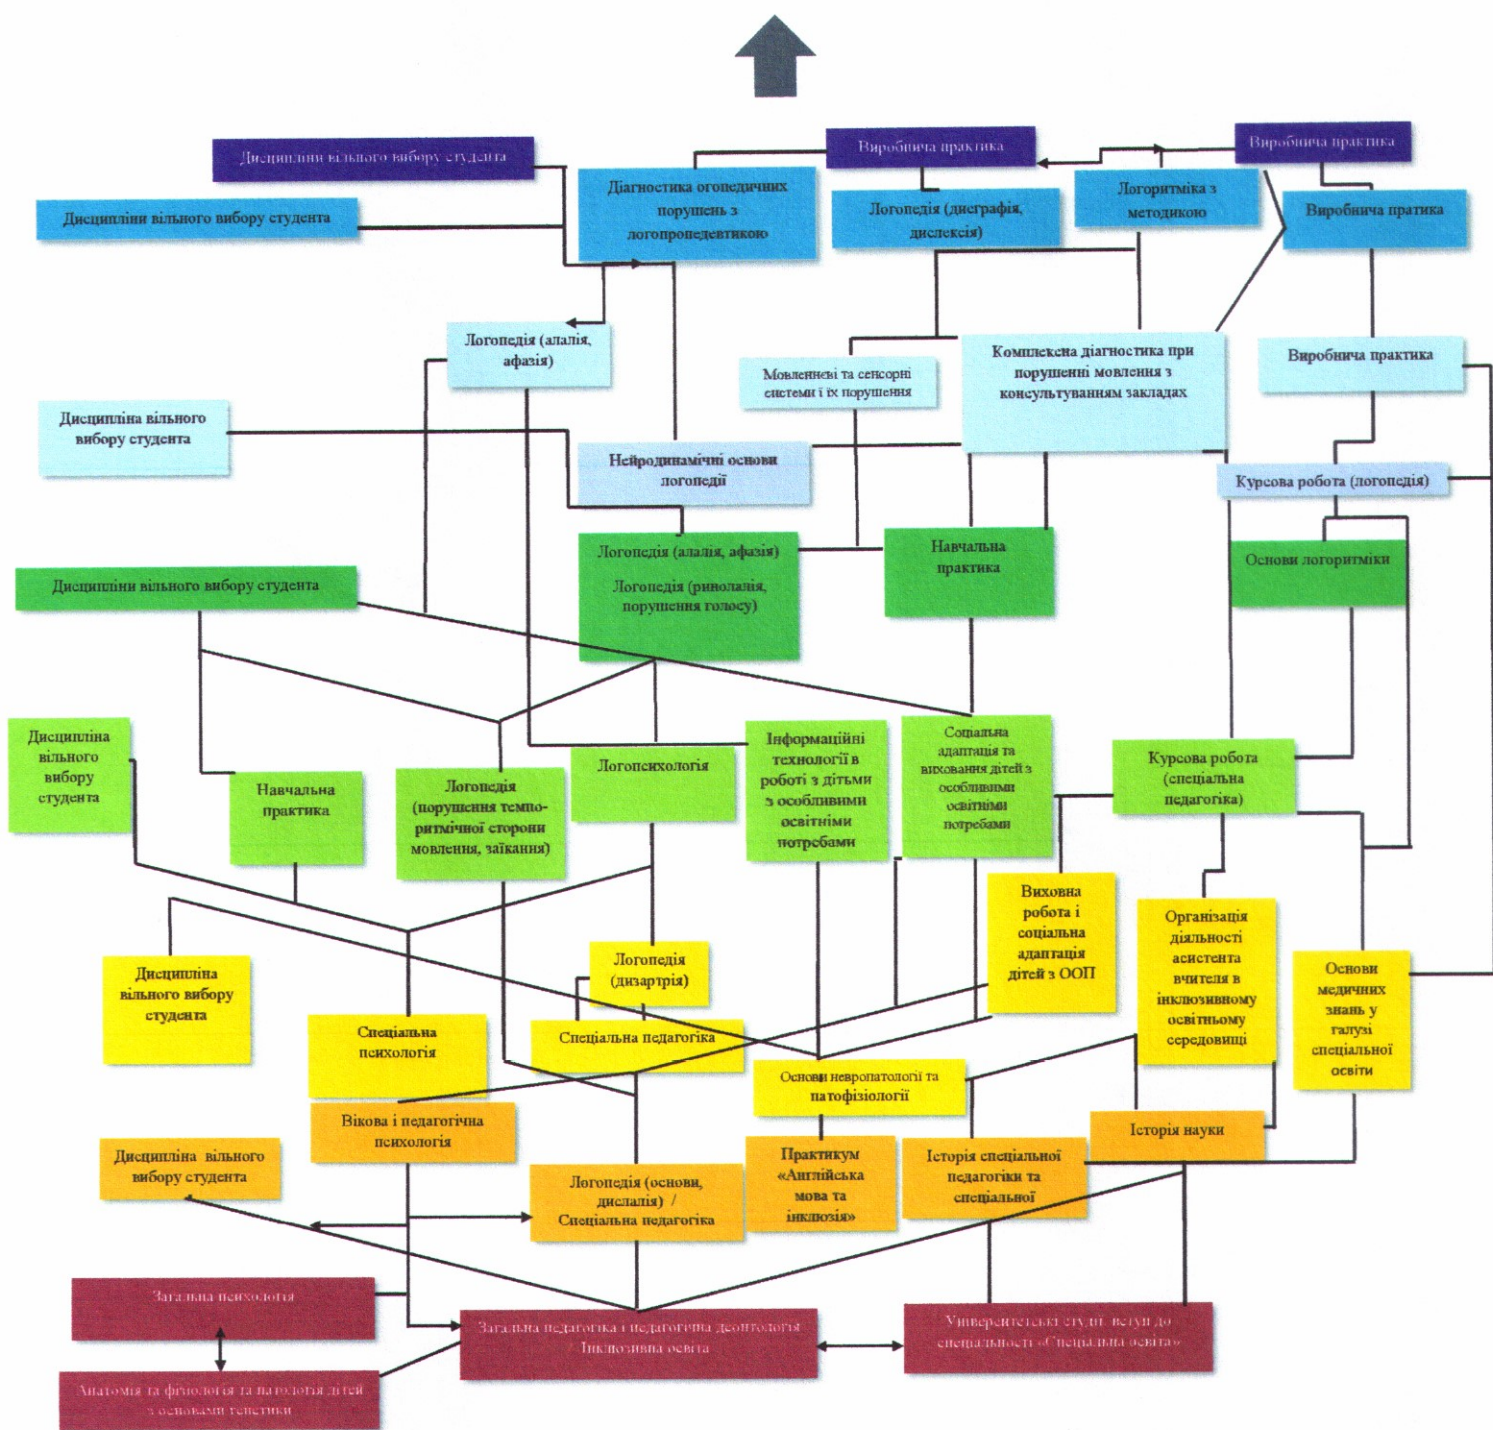 Дисципліни вільного вибору студента
Виробнича практика
Виробнича практика
Дисципліни вільного вибору студента
Діагностика огопедичних
порушень з
логопропедевтикою
Логопедія (дисграфія,
дислексія)
Логоритміка з
методикою
Виробнича пратика
Логопедія (алалія,
афазія)
Мовленнєві та сенсорні
системи і їх порушення
Комплексна діагностика при
порушенні мовлення з
консультуванням закладах
Виробнича практика
Дисципліна вільного
вибору студента
Нейродинамічні основи
логопедії
Курсова робота (логопедія)
Логопедія (алалія, афазія)
Логопедія (ринолалія,
порушення голосу)
Навчальна
практика
Основи логоритміки
Дисципліни вільного вибору студента
Дисципліна
вільного
вибору
студента
Навчальна
практика
Логопедія
(порушення темпо-
ритмічної сторони
мовлення, заїкання)
Логопсихологія
Інформаційні
технології в
роботі з дітьми
з особливими
освітніми
потребами
Соціальна
адаптація та
виховання дітей з
особливими
освітніми
потребами
Курсова робота
(спеціальна
педагогіка)
Дисципліна
вільного вибору
студента
Спеціальна
психологія
Логопедія
(дизартрія)
Спеціальна педагогіка
Основи невропатології та
патофізіології
Виховна
робота і
соціальна
адаптація
дітей з ООП
Організація
діяльності
асистента
вчителя в
інклюзивному
освітньому
середовищі
Основи
медичних
знань у
галузі
спеціальної
освіти
Дисципліна вільного
вибору студента
Вікова і педагогічна
психологія
Логопедія (основи,
дислалія) /
Спеціальна педагогіка
Практикум
«Англійська
мова та
інклюзія»
Історія спеціальної
педагогіки та
спеціальної
Історія науки
Загальна психологія
Загальна педагогіка і педагогічна деонтологія
/ Інклюзивна освіта
Університетські студії. вступ до
спеціальності «Спеціальна освіта»
Анатомія та фізіологія та патологія дітей
з основами генетики